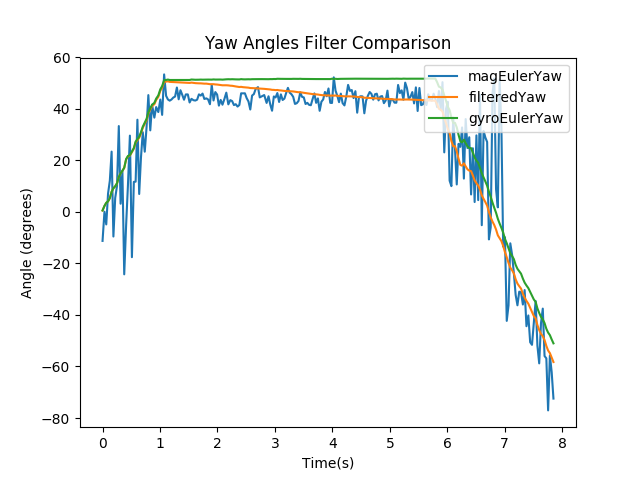 Yaw Angles Filter Comparison
magEulerYaw
filteredYaw
gyroEulerYaw
Angle (degrees)
60
40
20
0
−20
−40
−60
−80
0 1 2 3 4 5 6 7 8
Time(s)